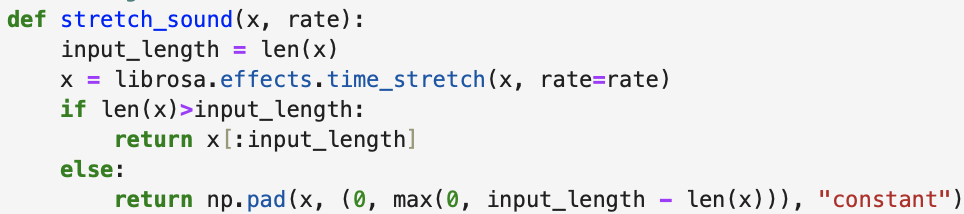 def stretch_sound(x, rate):
    input_length = len(x)
    x = librosa.effects.time_stretch(x, rate=rate)
    if len(x)>input_length:
        return x[:input_length]
    else:
        return np.pad(x, (0, max(0, input_length - len(x))), "constant")